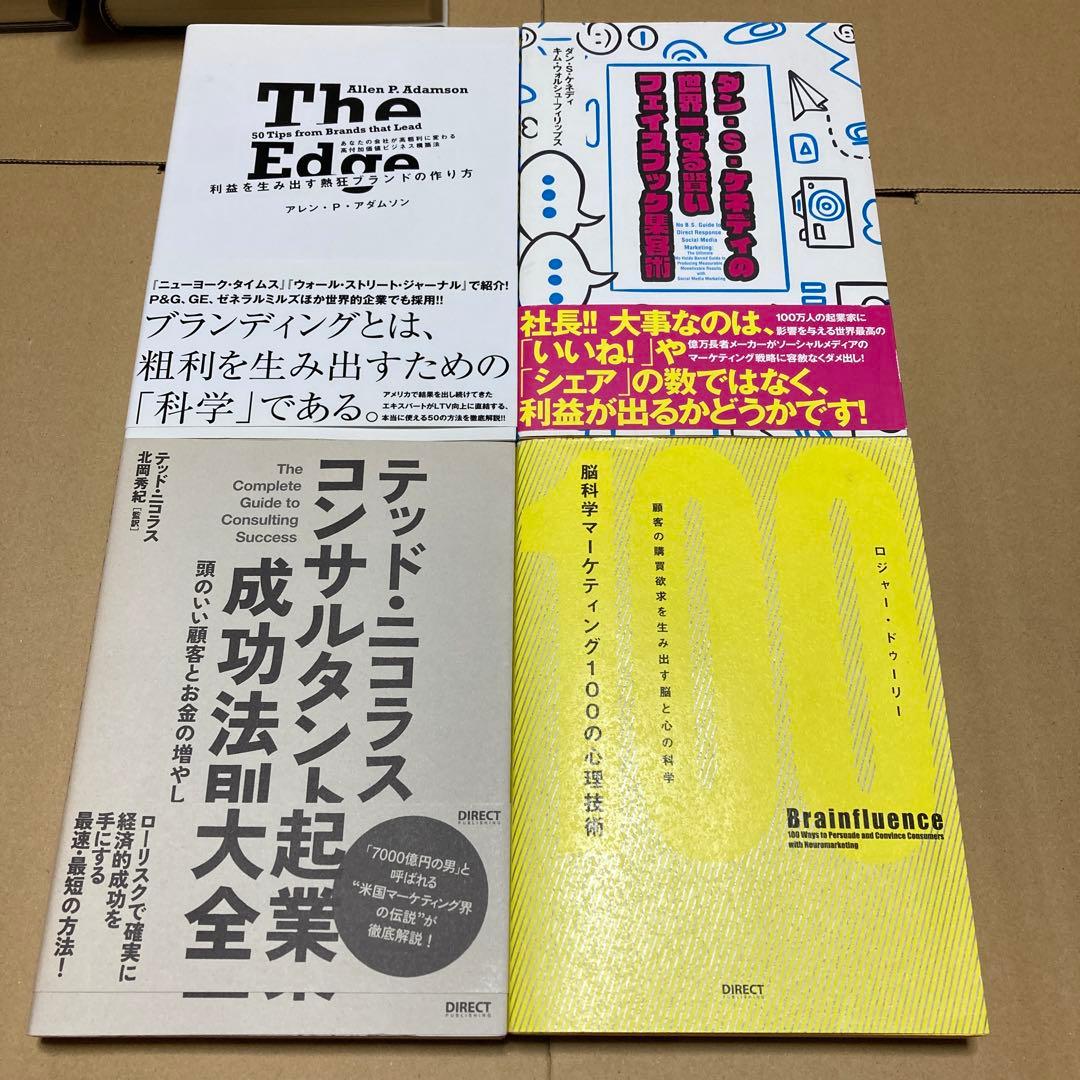 Allen P. Adamson
The
50 Tips from Brands that Lead
あなたの会社が高粗利に変わる
高付加価値ビジネス構築法
Edge
利益を生み出す熱狂ブランドの作り方
アレン・P・アダムソン
『ニューヨーク・タイムス』『ウォール・ストリート・ジャーナル』で紹介!
P&G、GE、ゼネラルミルズほか世界的企業でも採用!!
ブランディングとは、
粗利を生み出すための
「科学」である。
アメリカで結果を出し続けてきた
エキスパートがLTV向上に直結する、
本当に使える50の方法を徹底解説!!
ダン・S・ケネディ
キム・ウォルシュ-フィリップス
ダン・S・ケネディの
世界一ずる賢い
フェイスブック集客術
No B.S. Guide to
Direct Response
Social Media
Marketing:
The Ultimate
No Holds Barred Guide to
Producing Measurable
Monetizable Results
with
Social Media Marketing
社長!! 大事なのは、
「いいね!」や
「シェア」の数ではなく、
利益が出るかどうかです!
100万人の起業家に
影響を与える世界最高の
億万長者メーカーがソーシャルメディアの
マーケティング戦略に容赦なくダメ出し!
テッド・ニコラス
北岡秀紀[監訳]
The
Complete
Guide to
Consulting
Success
テッド・ニコラス
コンサルタント起業
成功法則大全
頭のいい顧客とお金の増やし
DIRECT
PUBLISHING
ローリスクで確実に
経済的成功を
手にする
最速・最短の方法!
「7000億円の男」と
呼ばれる
“米国マーケティング界
の伝説”が
徹底解説!
DIRECT
PUBLISHING
100
脳科学マーケティング100の心理技術
顧客の購買欲求を生み出す脳と心の科学
ロジャー・ドゥーリー
Brainfluence
100 Ways to Persuade and Convince Consumers
with Neuromarketing
DIRECT
PUBLISHING